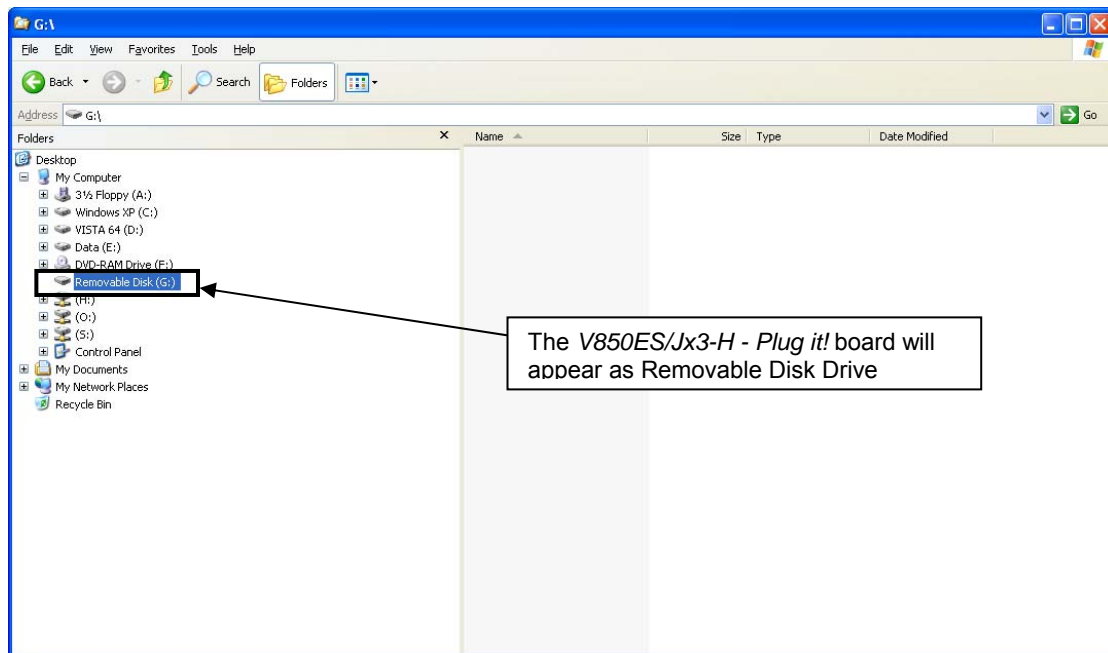 G:\
File Edit View Favorites Tools Help
Back Search Folders
Address G:\ Go
Folders X Name Size Type Date Modified
Desktop
My Computer
3½ Floppy (A:)
Windows XP (C:)
VISTA 64 (D:)
Data (E:)
DVD-RAM Drive (F:)
Removable Disk (G:)
(H:)
(O:)
(S:)
Control Panel
My Documents
My Network Places
Recycle Bin
The V850ES/Jx3-H - Plug it! board will
appear as Removable Disk Drive